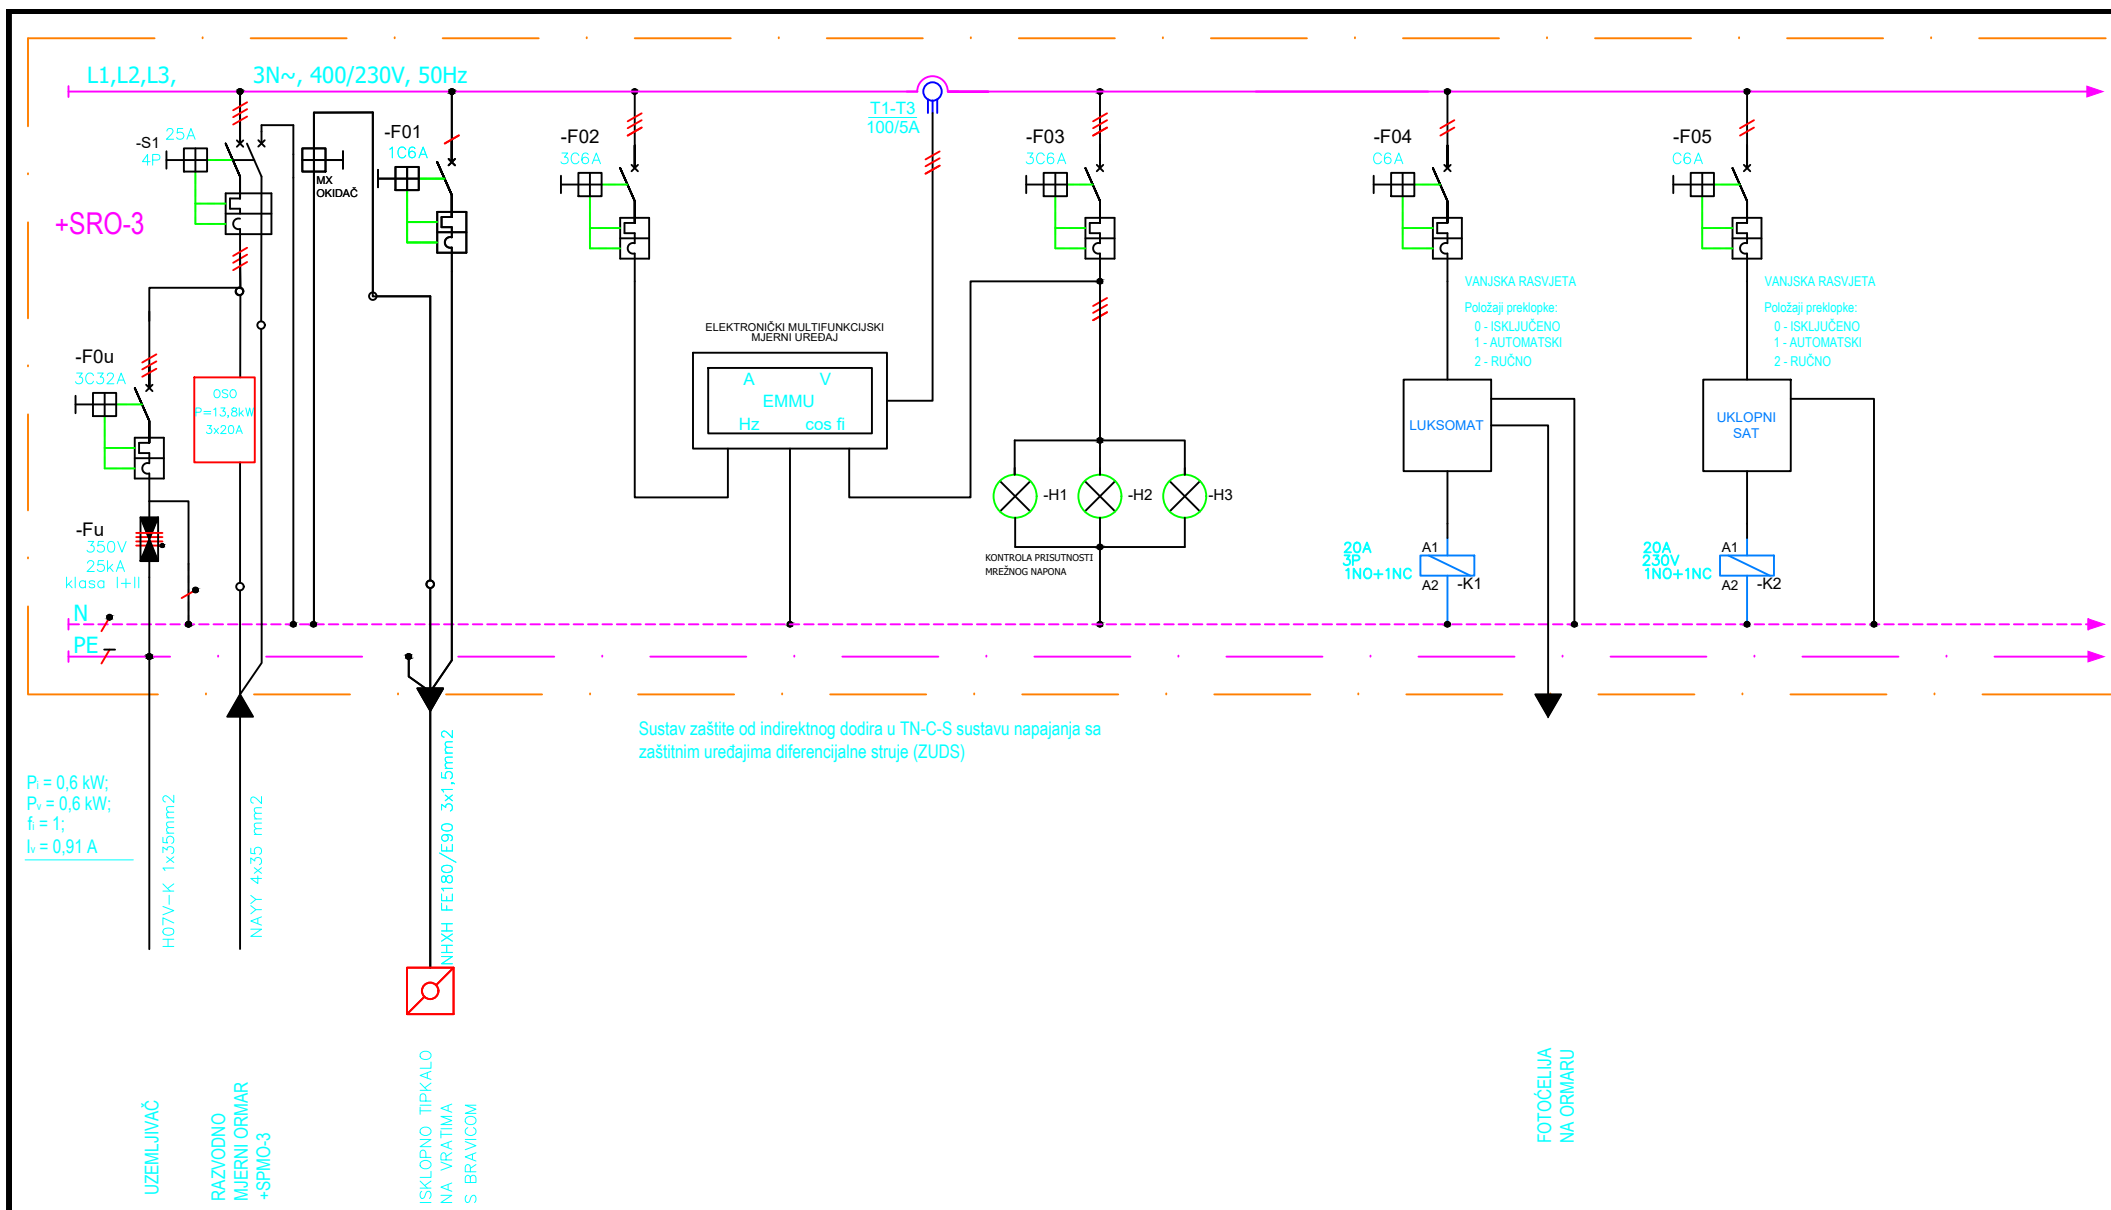 L1,L2,L3,
3N~, 400/230V, 50Hz
+SRO-3
-S1
25A
4P
MX
OKIDAČ
-F01
1C6A
-F02
3C6A
T1-T3
100/5A
-F03
3C6A
-F04
C6A
-F05
C6A
VANJSKA RASVJETA
Položaji preklopke:
0 - ISKLJUČENO
1 - AUTOMATSKI
2 - RUČNO
VANJSKA RASVJETA
Položaji preklopke:
0 - ISKLJUČENO
1 - AUTOMATSKI
2 - RUČNO
-F0u
3C32A
OSO
P=13,8kW
3x20A
ELEKTRONIČKI MULTIFUNKCIJSKI
MJERNI UREĐAJ
A V
EMMU
Hz cos fi
LUKSOMAT
UKLOPNI
SAT
-H1
-H2
-H3
KONTROLA PRISUTNOSTI
MREŽNOG NAPONA
-Fu
350V
25kA
klasa I+II
20A
3P
1NO+1NC
A1
A2
-K1
20A
230V
1NO+1NC
A1
A2
-K2
N
PE
Sustav zaštite od indirektnog dodira u TN-C-S sustavu napajanja sa
zaštitnim uređajima diferencijalne struje (ZUDS)
Pi = 0,6 kW;
Pv = 0,6 kW;
fi = 1;
Iv = 0,91 A
H07V-K 1x35mm2
NAYY 4x35 mm2
NHXH FE180/E90 3x1,5mm2
UZEMLJIVAČ
RAZVODNO
MJERNI ORMAR
+SPMO-3
ISKLOPNO TIPKALO
NA VRATIMA
S BRAVICOM
FOTOĆELIJA
NA ORMARU